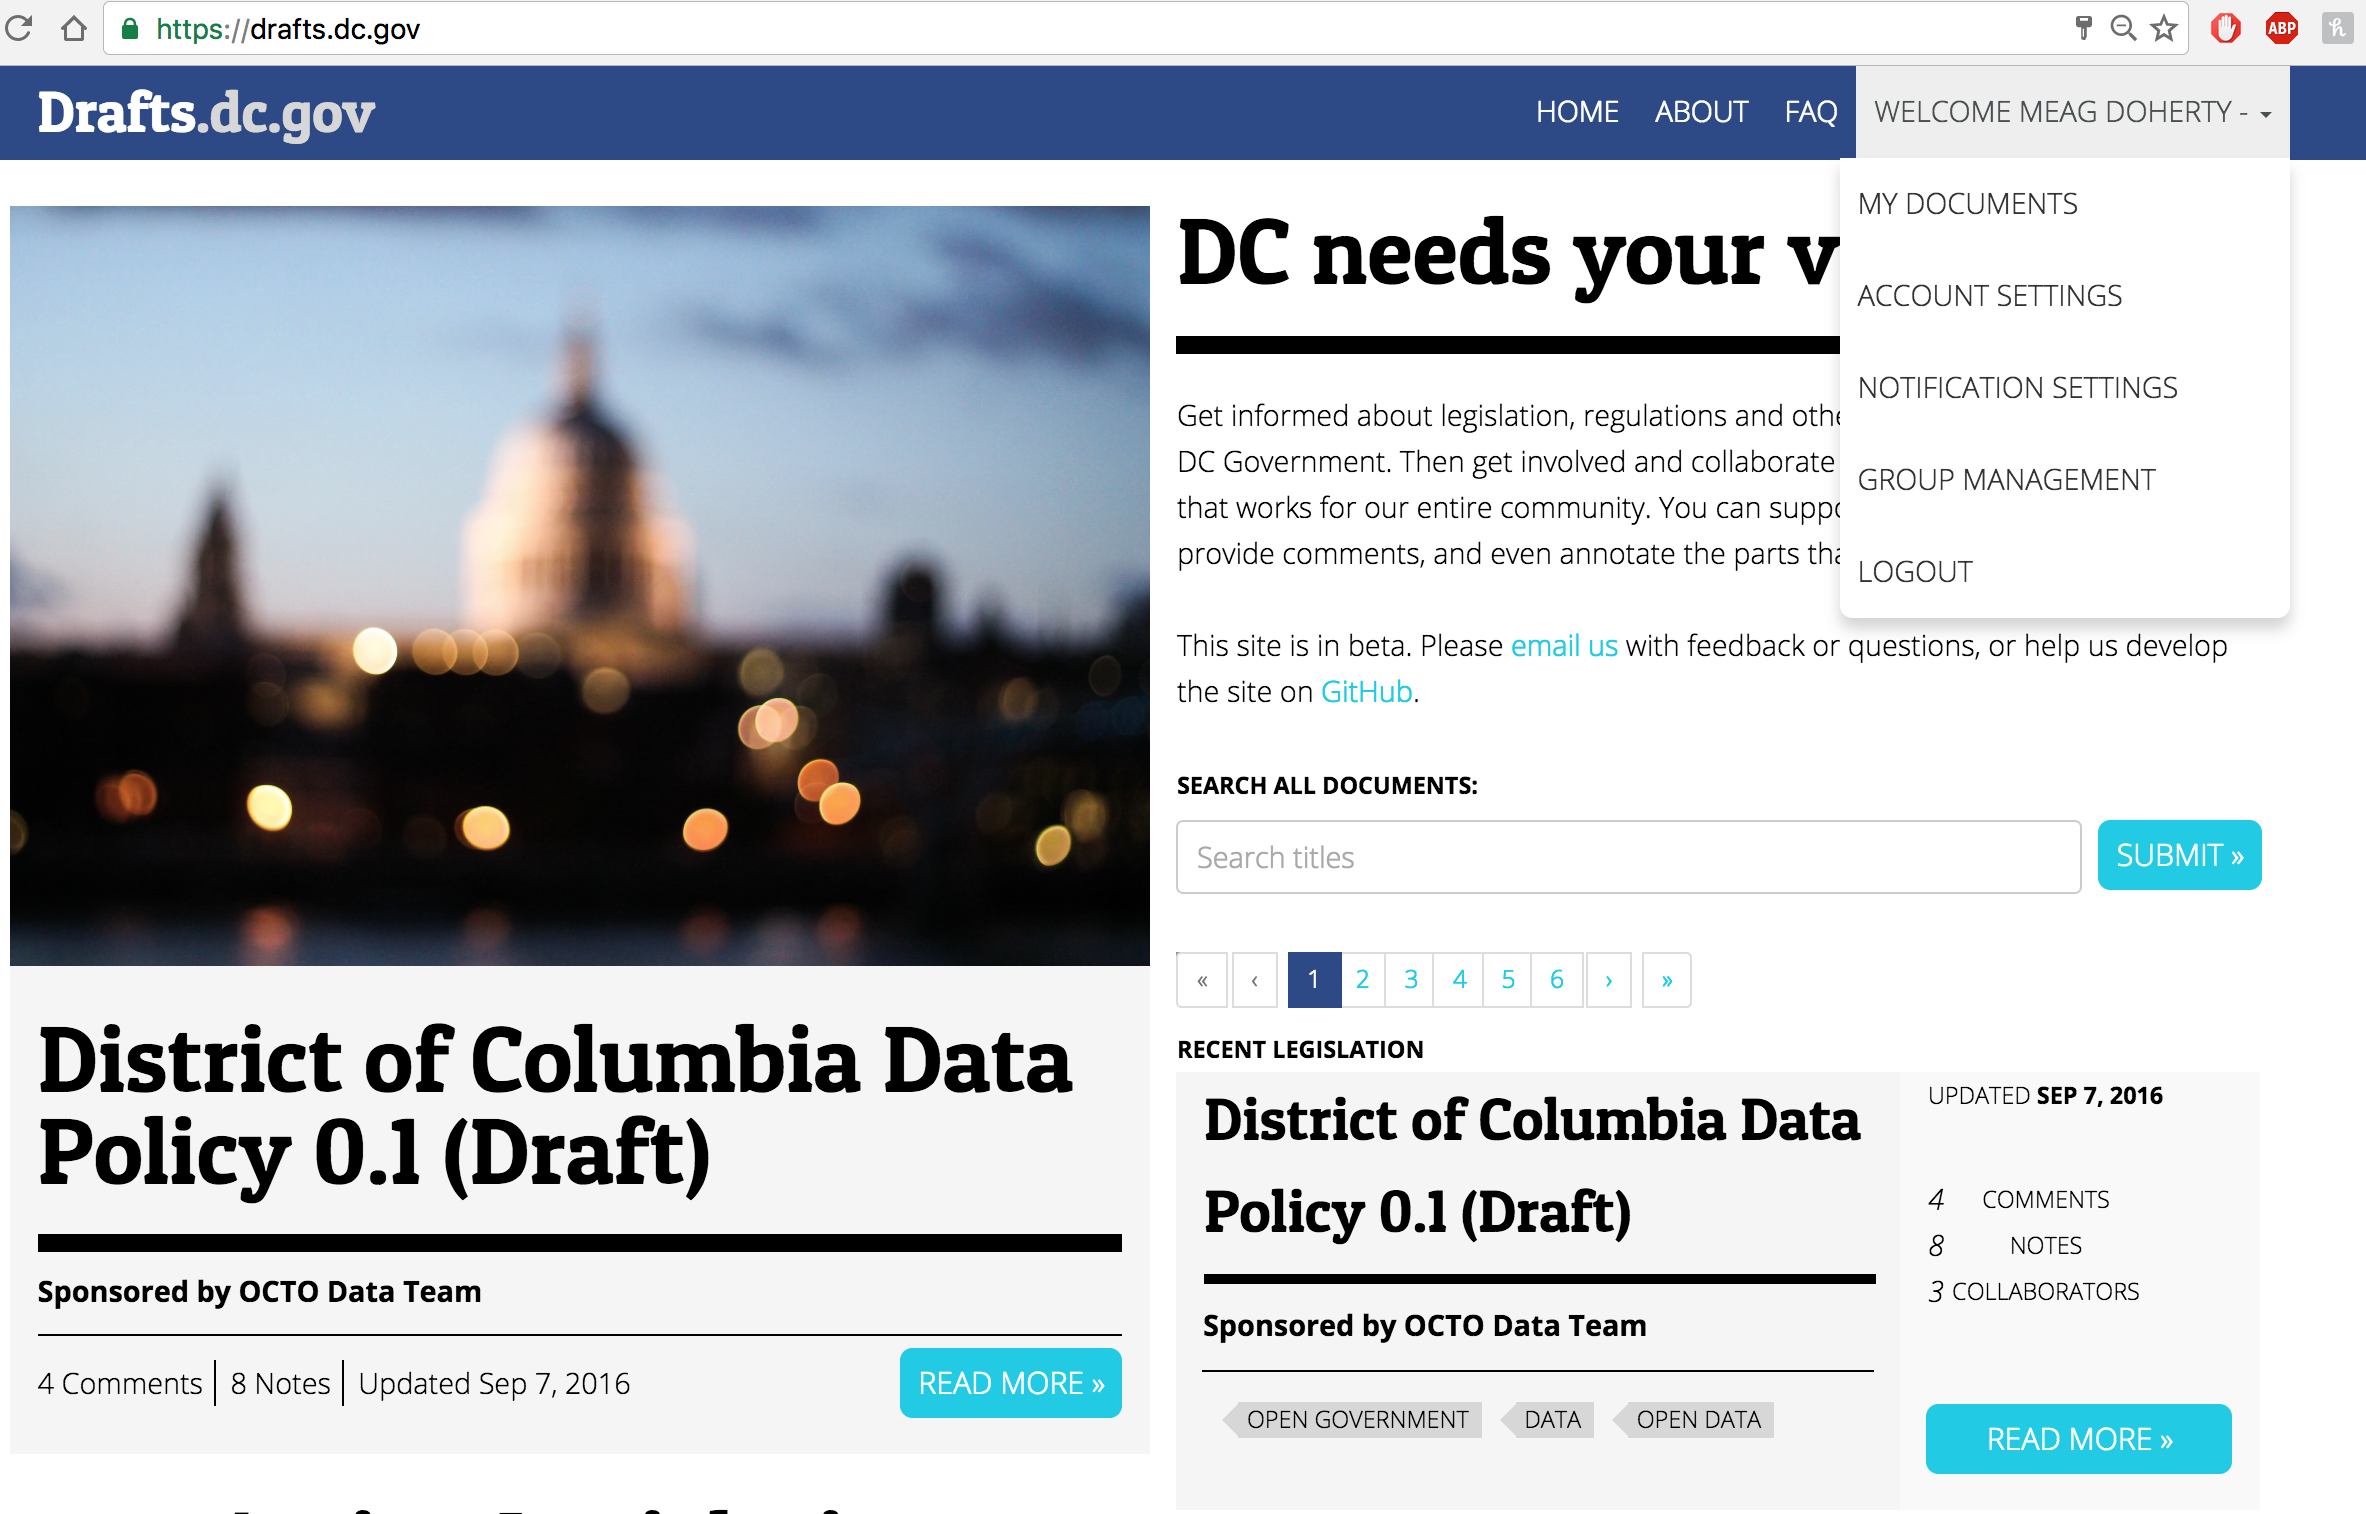 https://drafts.dc.gov
ABP
Drafts.dc.gov
HOME ABOUT FAQ WELCOME MEAG DOHERTY -
MY DOCUMENTS
ACCOUNT SETTINGS
NOTIFICATION SETTINGS
GROUP MANAGEMENT
LOGOUT
District of Columbia Data
Policy 0.1 (Draft)
Sponsored by OCTO Data Team
4 Comments 8 Notes Updated Sep 7, 2016
READ MORE »
DC needs your
Get informed about legislation, regulations and
DC Government. Then get involved and collaborate
that works for our entire community. You can
provide comments, and even annotate the parts
This site is in beta. Please email us with feedback or questions, or help us develop
the site on GitHub.
SEARCH ALL DOCUMENTS:
Search titles
SUBMIT »
« ‹ 1 2 3 4 5 6 › »
RECENT LEGISLATION
District of Columbia Data
Policy 0.1 (Draft)
Sponsored by OCTO Data Team
OPEN GOVERNMENT DATA OPEN DATA
UPDATED SEP 7, 2016
4 COMMENTS
8 NOTES
3 COLLABORATORS
READ MORE »